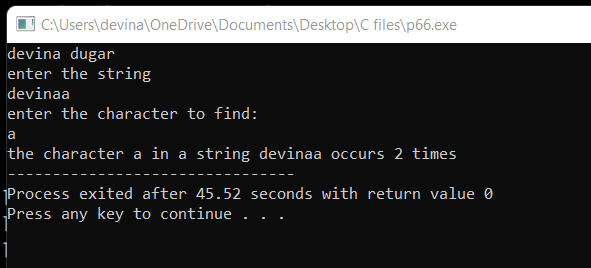 C:\Users\devina\OneDrive\Documents\Desktop\C files\p66.exe
devina dugar
enter the string
devinaa
enter the character to find:
a
the character a in a string devinaa occurs 2 times
--------------------------------
Process exited after 45.52 seconds with return value 0
Press any key to continue . . .